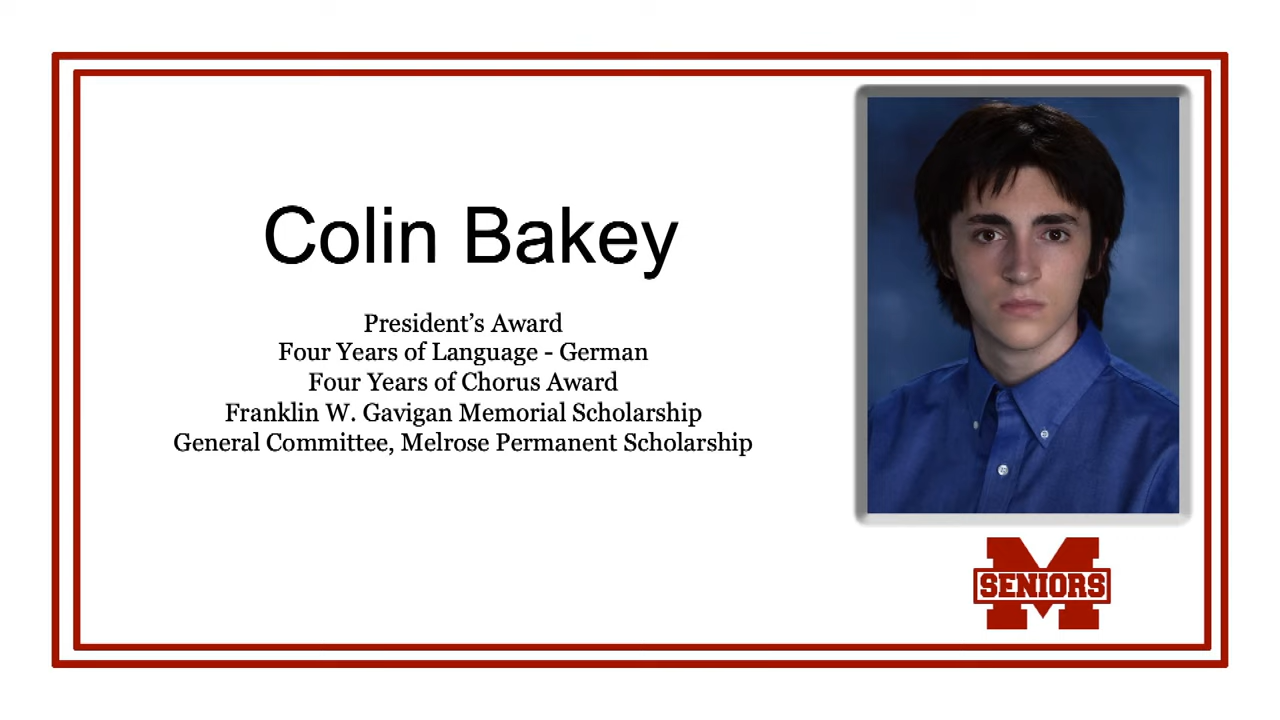 Colin Bakey
President’s Award
Four Years of Language - German
Four Years of Chorus Award
Franklin W. Gavigan Memorial Scholarship
General Committee, Melrose Permanent Scholarship
M
SENIORS